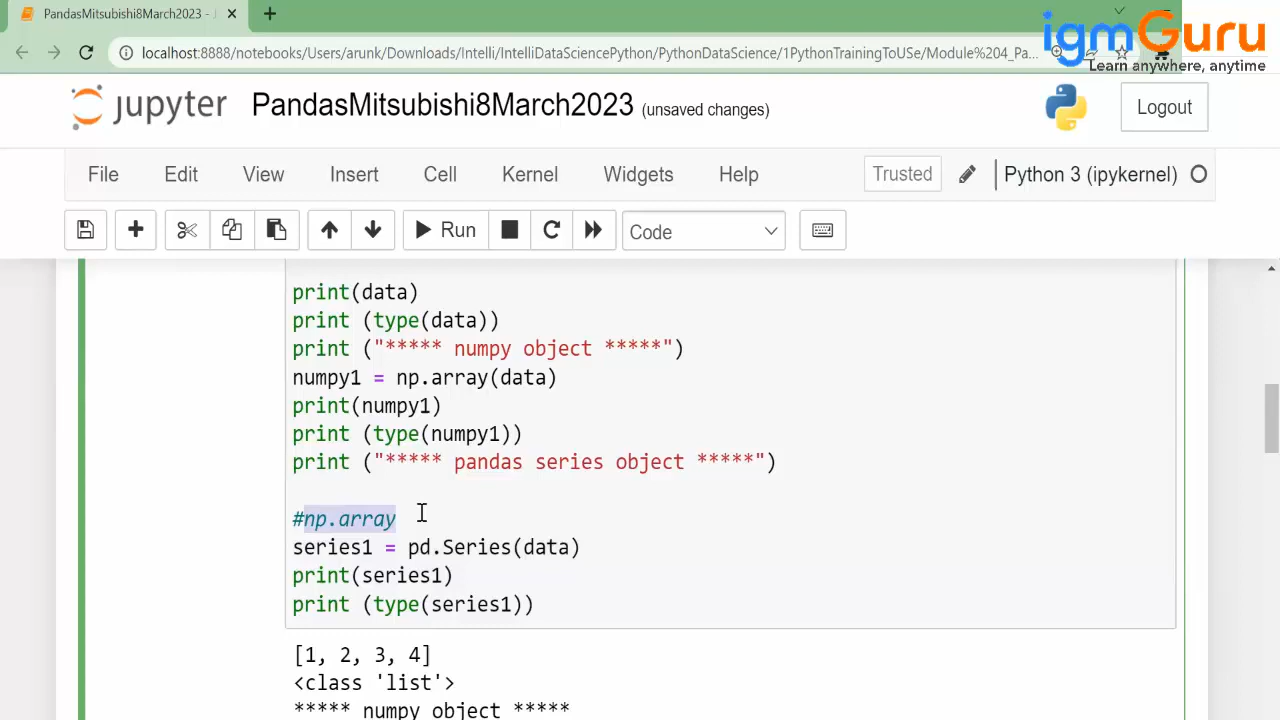 PandasMitsubishi8March2023 - J
localhost:8888/notebooks/Users/arunk/Downloads/Intelli/IntelliDataSciencePython/PythonDataScience/1PythonTrainingToUSe/Module%204_Pa...
igmGuru
Learn anywhere, anytime
jupyter PandasMitsubishi8March2023 (unsaved changes)
Logout
File Edit View Insert Cell Kernel Widgets Help Trusted Python 3 (ipykernel)
Run Code
print(data)
print (type(data))
print ("***** numpy object *****")
numpy1 = np.array(data)
print(numpy1)
print (type(numpy1))
print ("***** pandas series object *****")
#np.array
series1 = pd.Series(data)
print(series1)
print (type(series1))
[1, 2, 3, 4]
<class 'list'>
***** numpy object *****